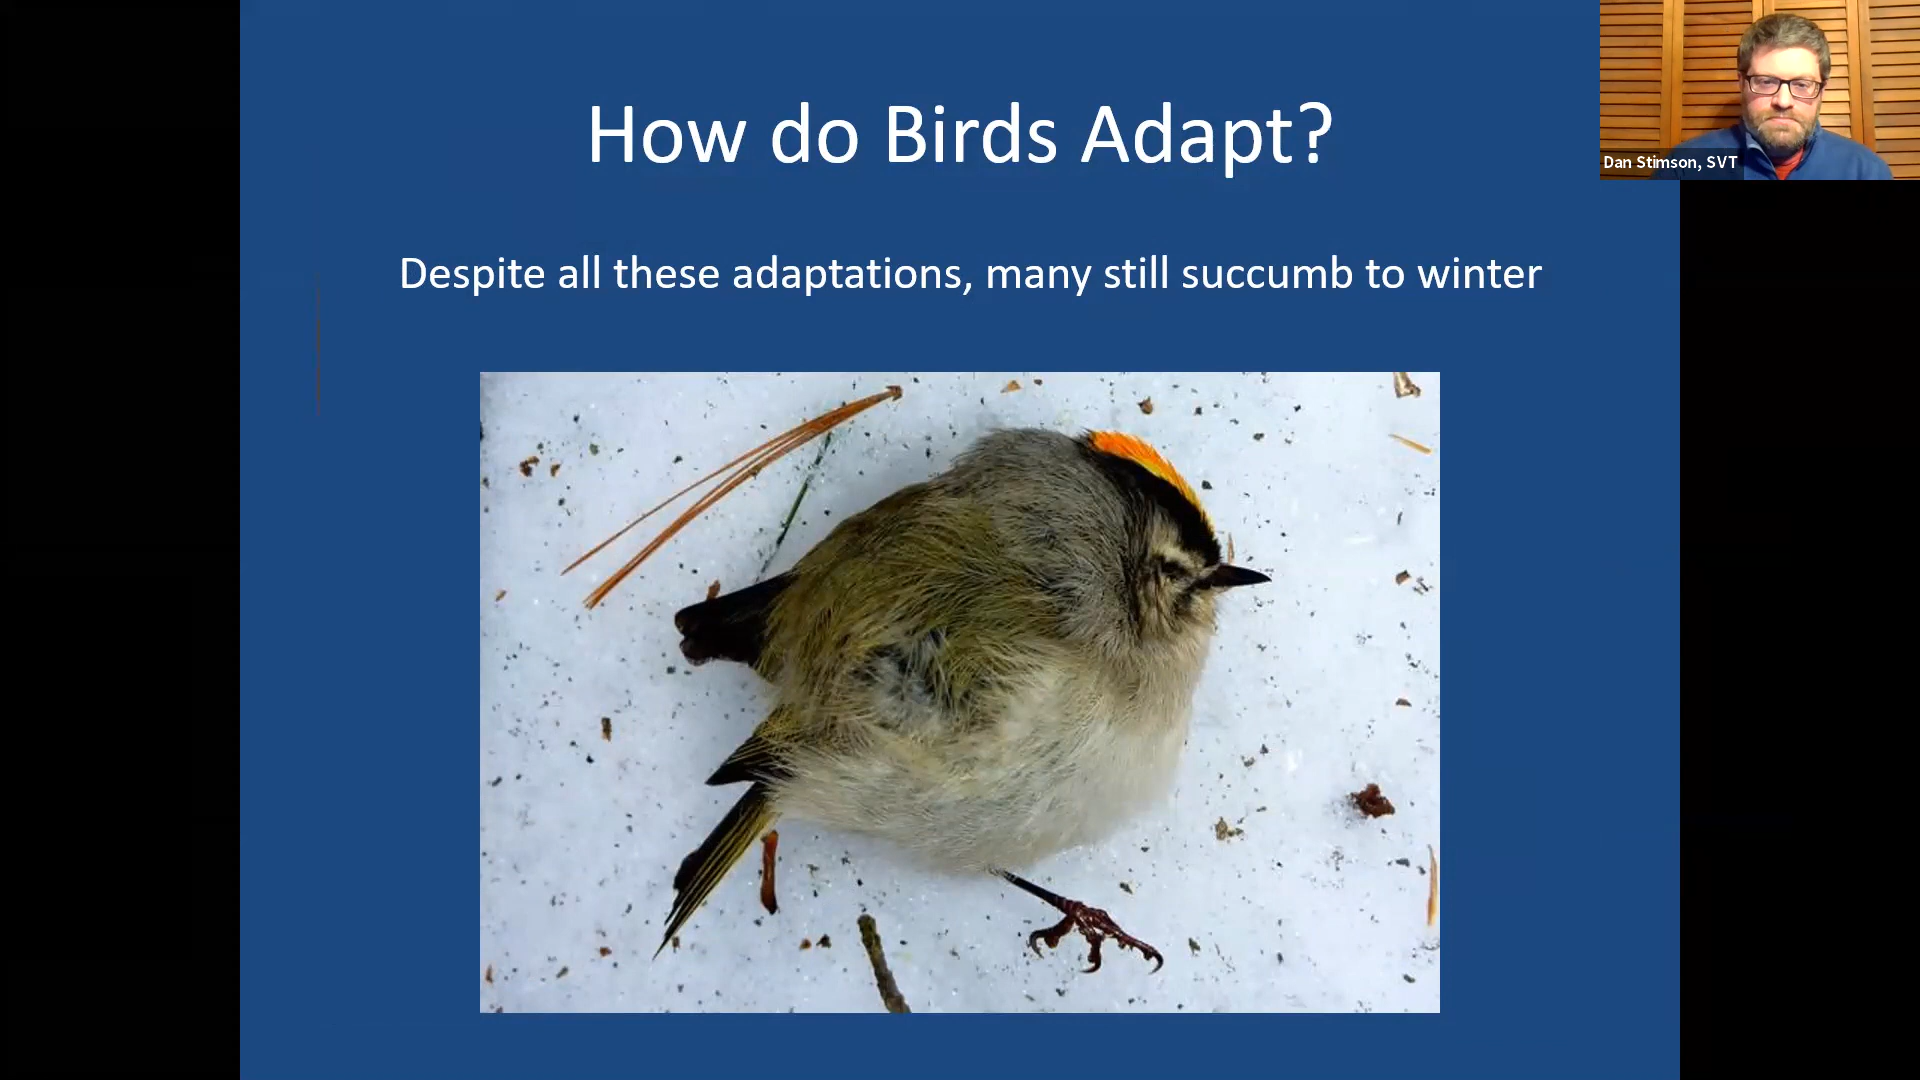 How do Birds Adapt?
Despite all these adaptations, many still succumb to winter
Dan Stimson, SVT